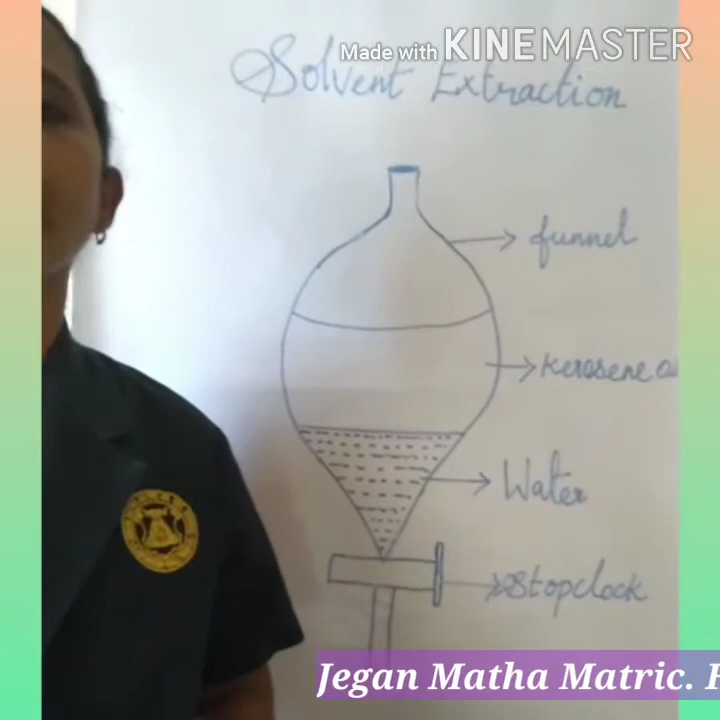 Made with KINEMASTER
Solvent Extraction
funnel
Kerosene
Water
Stopclock
Jegan Matha Matric.